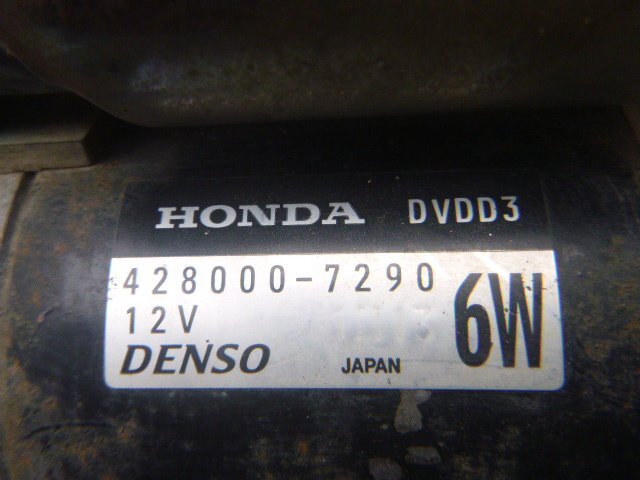 HONDA DVDD3
428000-7290
12V
6W
DENSO JAPAN